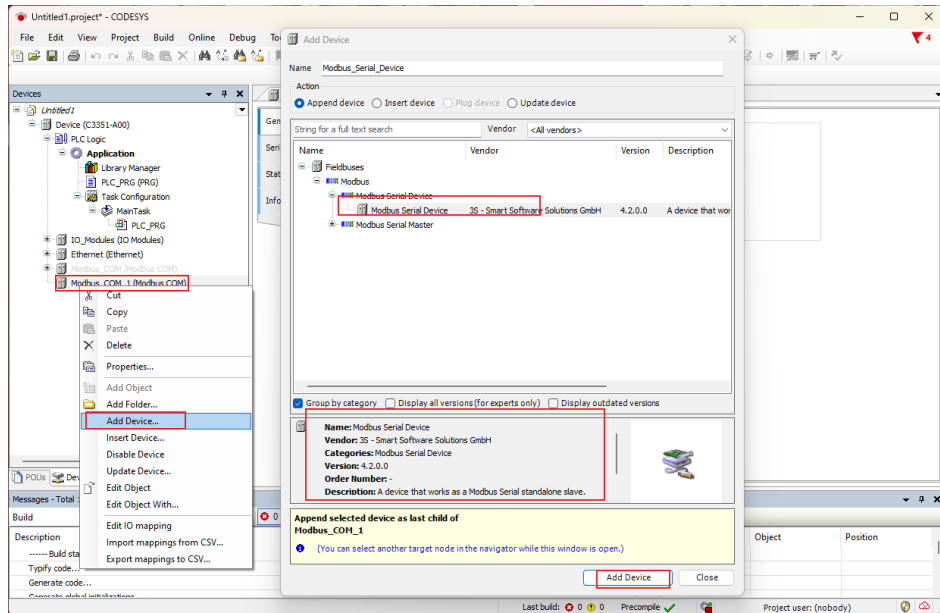 Untitled1.project* - CODESYS
File Edit View Project Build Online Debug
4
Devices
Untitled1
Device (C3351-A00)
PLC Logic
Application
Library Manager
PLC_PRG (PRG)
Task Configuration
MainTask
PLC_PRG
IO_Modules (IO Modules)
Ethernet (Ethernet)
Modbus_COM (Modbus COM)
Modbus_COM_1 (Modbus COM)
Cut
Copy
Paste
Delete
Properties...
Add Object
Add Folder...
Add Device...
Insert Device...
Disable Device
Update Device...
Edit Object
Edit Object With...
Edit IO mapping
Import mappings from CSV...
Export mappings to CSV...
POUs Dev
Messages - Total
Build
Description
------ Build sta
Typify code...
Generate code...
Generate global initializations
Gen
Seri
Stat
Info
Add Device
Name Modbus_Serial_Device
Action
Append device Insert device Plug device Update device
String for a full text search Vendor <All vendors>
Name Vendor Version Description
Fieldbuses
Modbus
Modbus Serial Device
Modbus Serial Device 3S - Smart Software Solutions GmbH 4.2.0.0 A device that wor
Modbus Serial Master
Group by category Display all versions (for experts only) Display outdated versions
Name: Modbus Serial Device
Vendor: 3S - Smart Software Solutions GmbH
Categories: Modbus Serial Device
Version: 4.2.0.0
Order Number: -
Description: A device that works as a Modbus Serial standalone slave.
Append selected device as last child of
Modbus_COM_1
(You can select another target node in the navigator while this window is open.)
Add Device Close
0
Object Position
Last build: 0 0 Precompile Project user: (nobody)